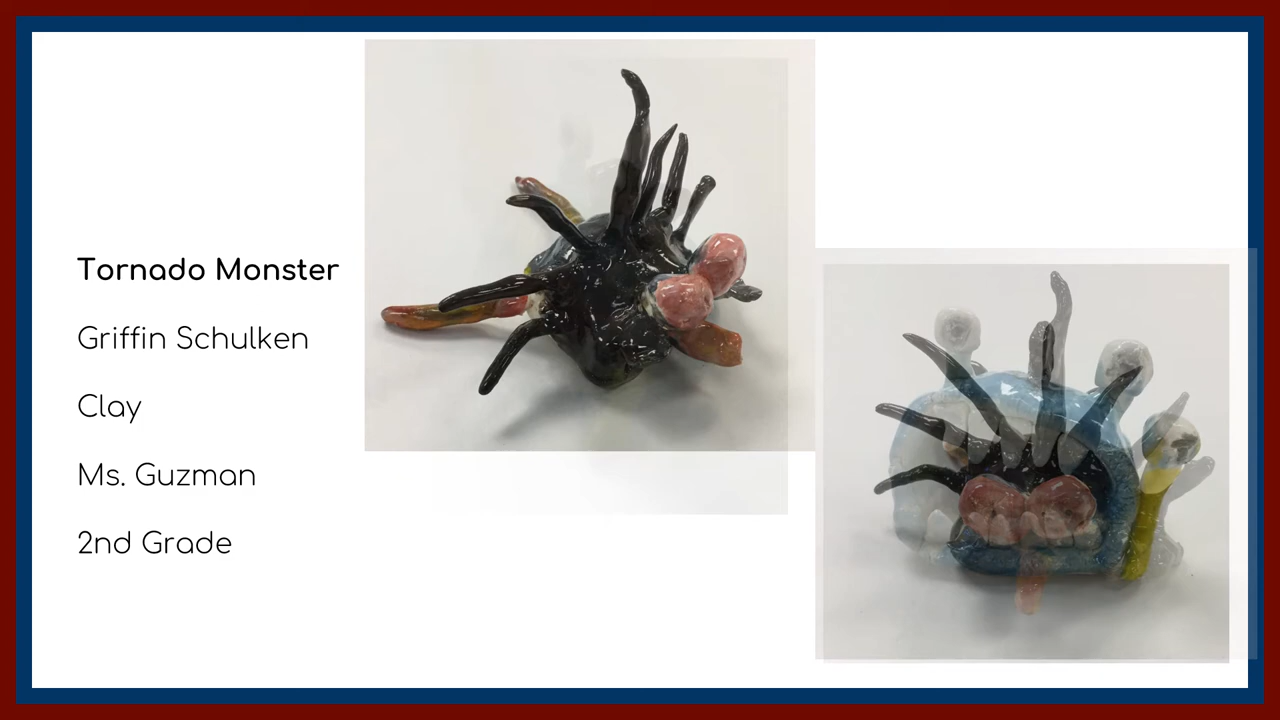 Tornado Monster
Griffin Schulken
Clay
Ms. Guzman
2nd Grade